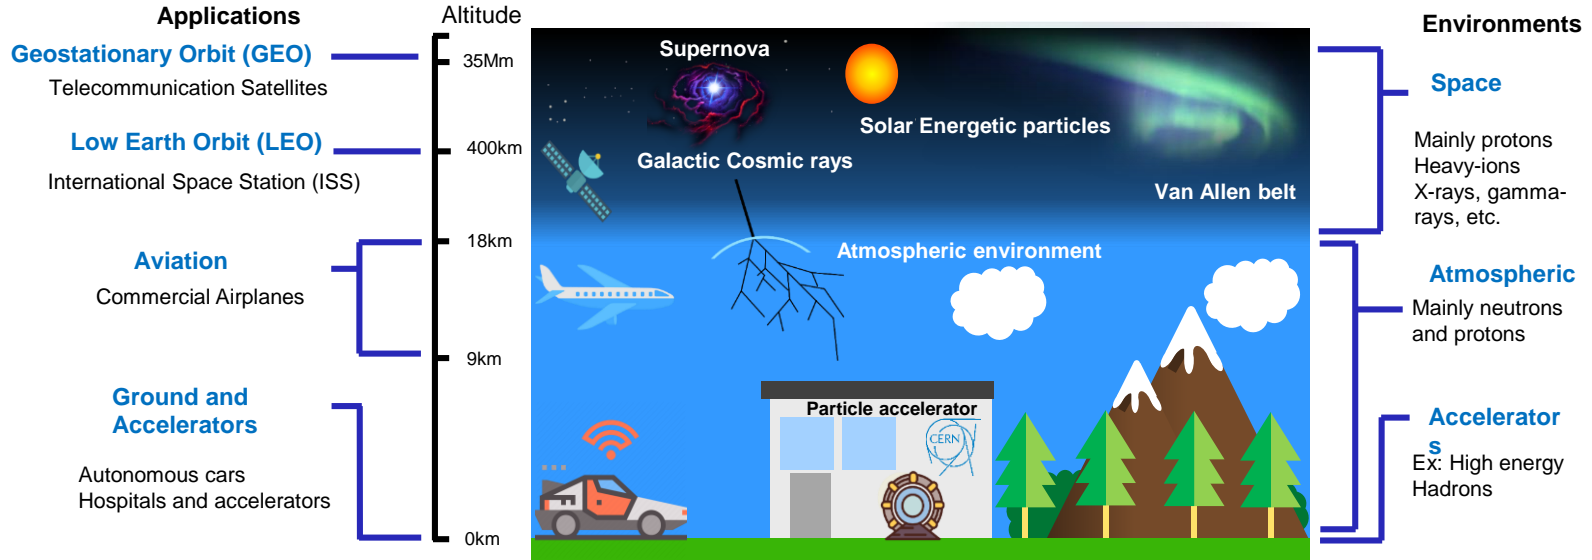 Applications
Geostationary Orbit (GEO)
Telecommunication Satellites
Low Earth Orbit (LEO)
International Space Station (ISS)
Aviation
Commercial Airplanes
Ground and
Accelerators
Autonomous cars
Hospitals and accelerators
Altitude
35Mm
400km
18km
9km
0km
Supernova
Solar Energetic particles
Galactic Cosmic rays
Van Allen belt
Atmospheric environment
Particle accelerator
CERN
Environments
Space
Mainly protons
Heavy-ions
X-rays, gamma-
rays, etc.
Atmospheric
Mainly neutrons
and protons
Accelerator
s
Ex: High energy
Hadrons